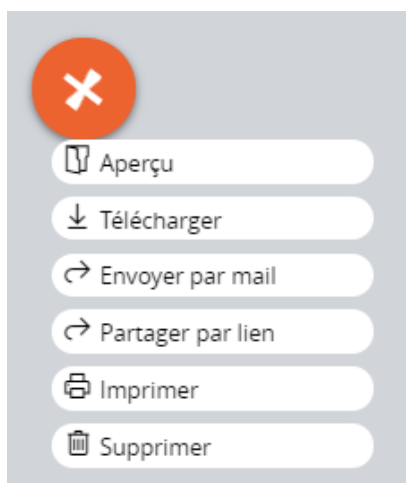 Aperçu
Télécharger
Envoyer par mail
Partager par lien
Imprimer
Supprimer